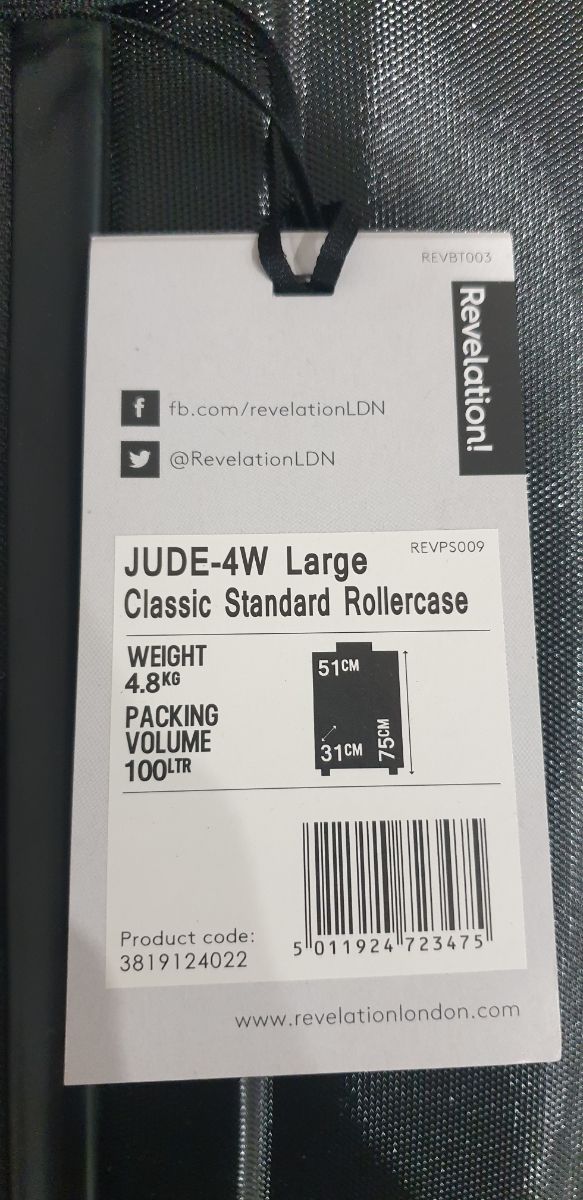 REVBT003
Revelation!
fb.com/revelationLDN
@RevelationLDN
REVPS009
JUDE-4W Large
Classic Standard Rollercase
WEIGHT
4.8KG
PACKING
VOLUME
100LTR
51CM
31CM
75CM
Product code:
3819124022
5 011924 723475
www.revelationlondon.com